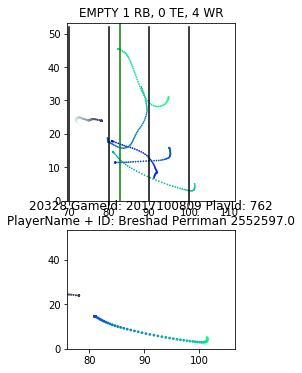 EMPTY 1 RB, 0 TE, 4 WR
50
40
30
20
10
0
70 80 90 100 110
20328 GameId: 2017100809 PlayId: 762
PlayerName + ID: Breshad Perriman 2552597.0
40
20
0
80 90 100